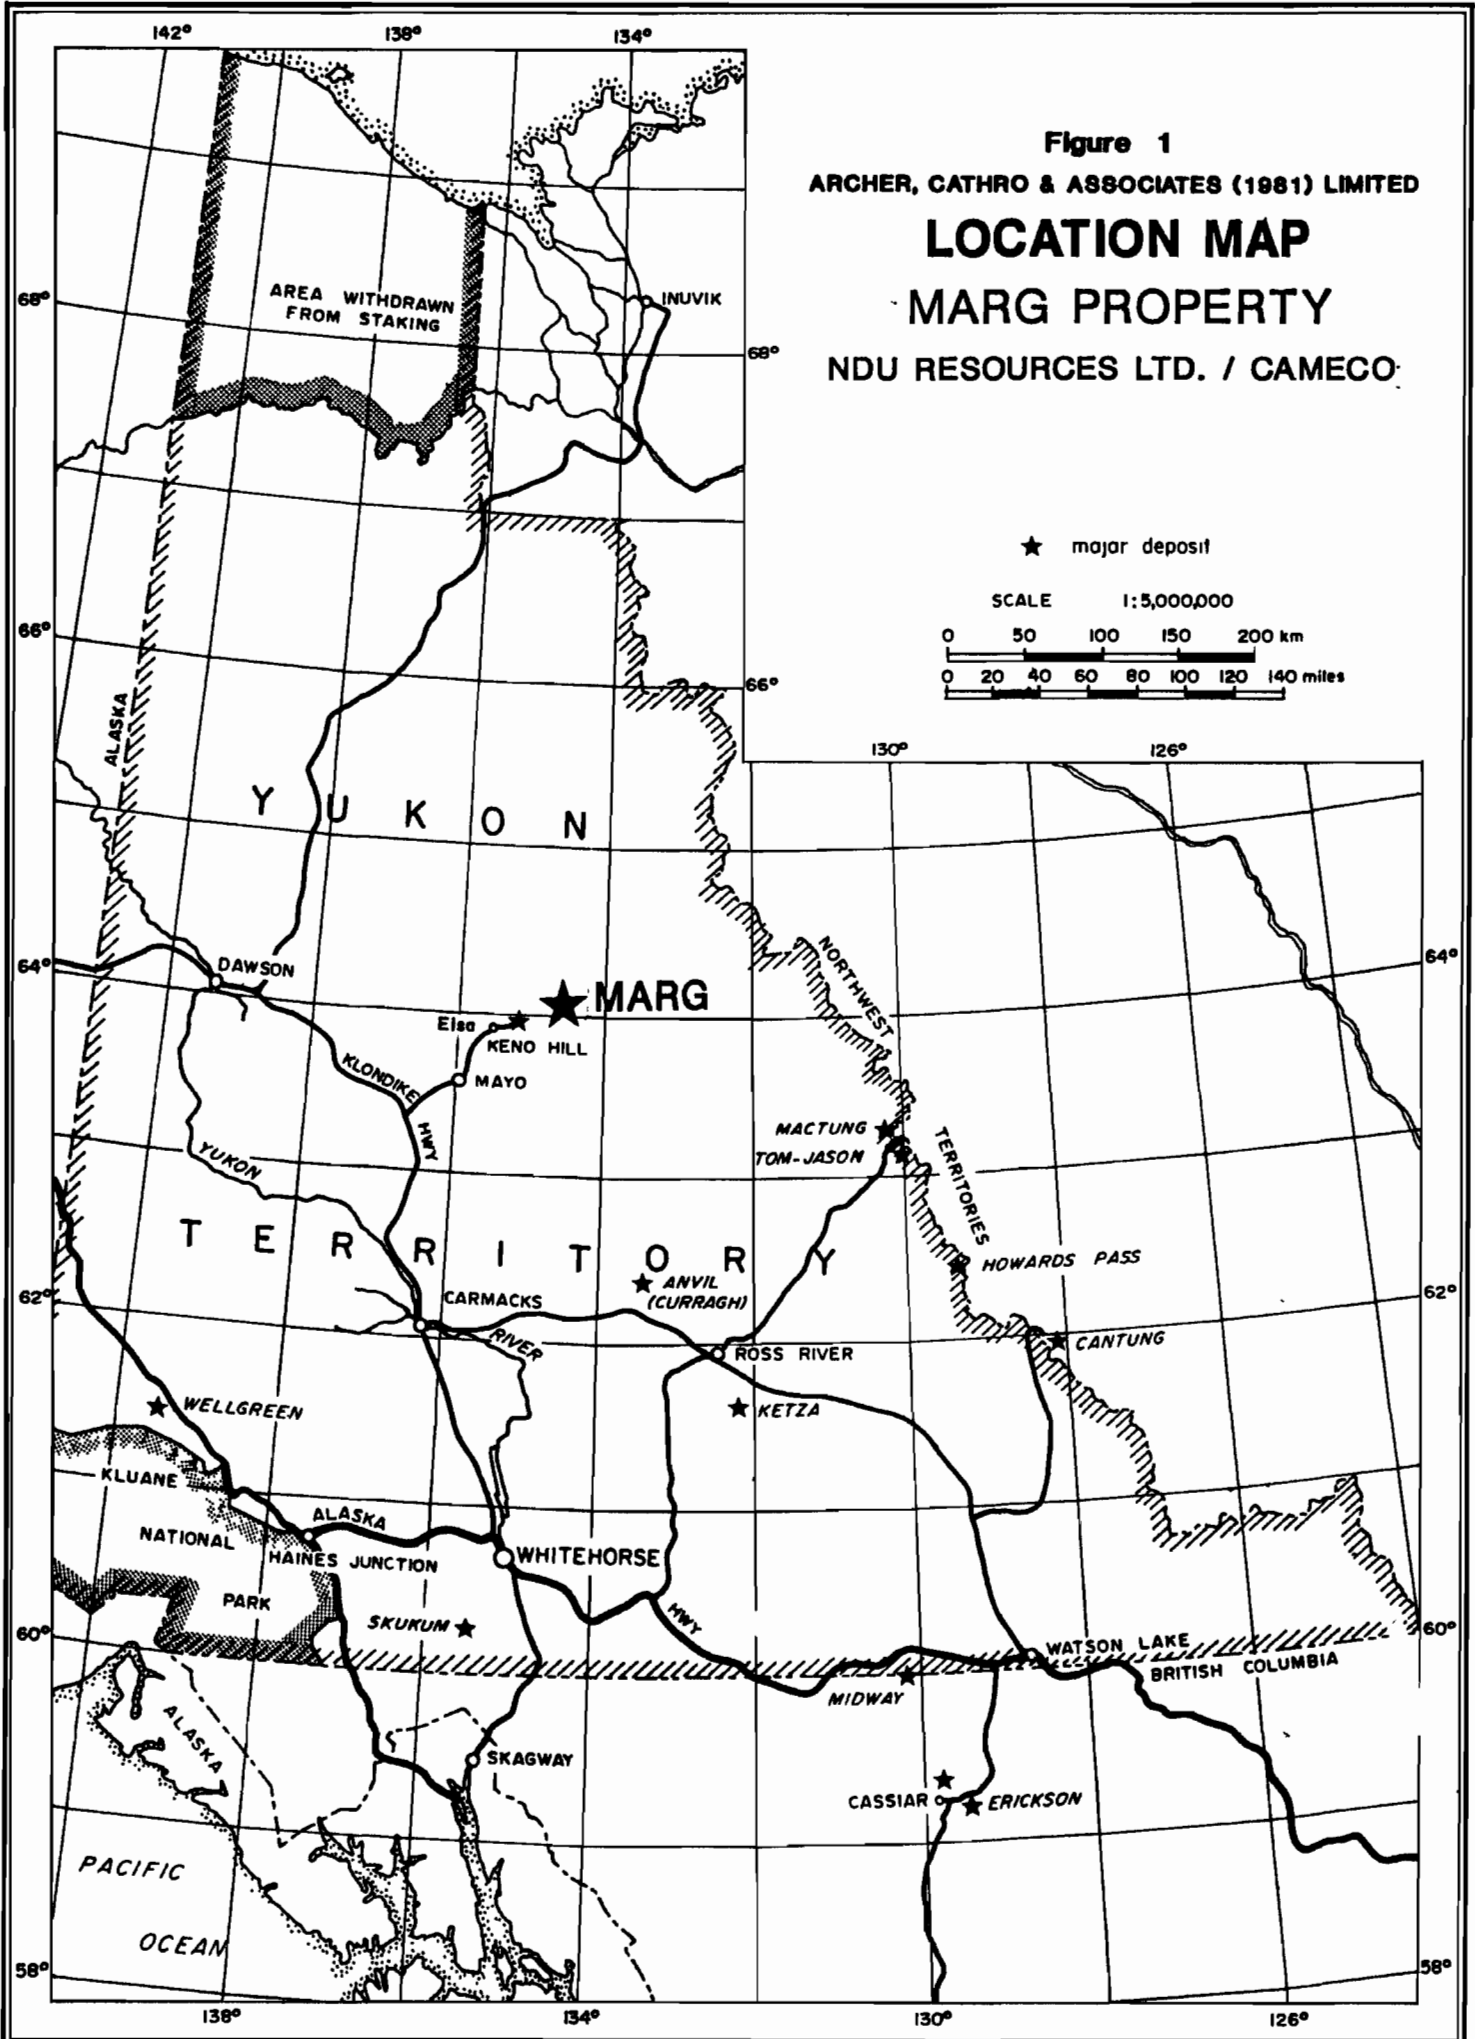 142°
138°
134°
Figure 1
ARCHER, CATHRO & ASSOCIATES (1981) LIMITED
LOCATION MAP
MARG PROPERTY
NDU RESOURCES LTD. / CAMECO
AREA WITHDRAWN
FROM STAKING
INUVIK
68°
68°
★ major deposit
SCALE 1:5,000,000
0 50 100 150 200 km
0 20 40 60 80 100 120 140 miles
66°
66°
ALASKA
130°
126°
YUKON
64°
64°
DAWSON
NORTHWEST
MARG
Elsa
KENO HILL
KLONDIKE
MAYO
HWY
MACTUNG
TOM-JASON
TERRITORIES
YUKON
TERRITORY
HOWARDS PASS
ANVIL
(CURRAGH)
62°
62°
CARMACKS
RIVER
CANTUNG
ROSS RIVER
WELLGREEN
KETZA
KLUANE
ALASKA
NATIONAL
HAINES JUNCTION
WHITEHORSE
PARK
SKUKUM
HWY
60°
60°
WATSON LAKE
BRITISH COLUMBIA
MIDWAY
ALASKA
SKAGWAY
CASSIAR
ERICKSON
PACIFIC
OCEAN
58°
58°
138°
134°
130°
126°